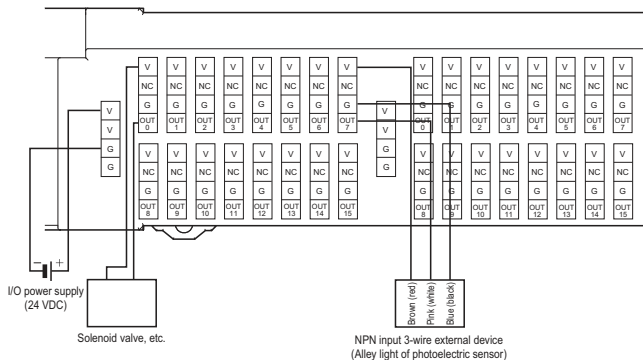 V V V V V V V V V V V V V V V V
NC NC NC NC NC NC NC NC NC NC NC NC NC NC NC NC
V G G G G G G G G V G G G G G G G G
OUT OUT OUT OUT OUT OUT OUT OUT OUT OUT OUT OUT OUT OUT OUT OUT
0 1 2 3 4 5 6 7 0 1 2 3 4 5 6 7
V V
G V V V V V V V V G V V V V V V V V
G NC NC NC NC NC NC NC NC G NC NC NC NC NC NC NC NC
G G G G G G G G G G G G G G G G
OUT OUT OUT OUT OUT OUT OUT OUT OUT OUT OUT OUT OUT OUT OUT OUT
8 9 10 11 12 13 14 15 8 9 10 11 12 13 14 15
− +
I/O power supply
(24 VDC)
Solenoid valve, etc.
Brown (red)
Pink (white)
Blue (black)
NPN input 3-wire external device
(Alley light of photoelectric sensor)